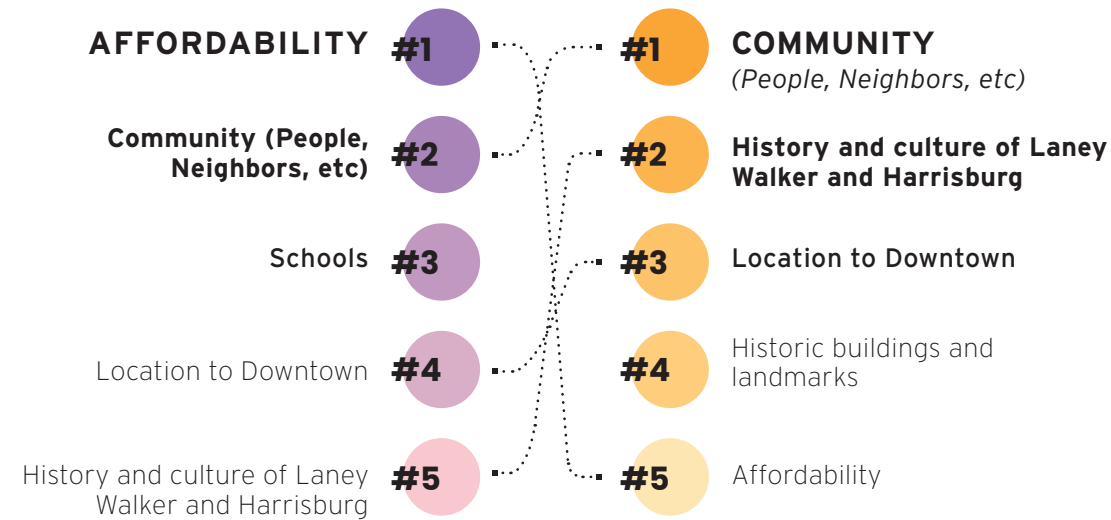 AFFORDABILITY
#1
Community (People,
Neighbors, etc)
#2
Schools
#3
Location to Downtown
#4
History and culture of Laney
Walker and Harrisburg
#5
#1
COMMUNITY
(People, Neighbors, etc)
#2
History and culture of Laney
Walker and Harrisburg
#3
Location to Downtown
#4
Historic buildings and
landmarks
#5
Affordability